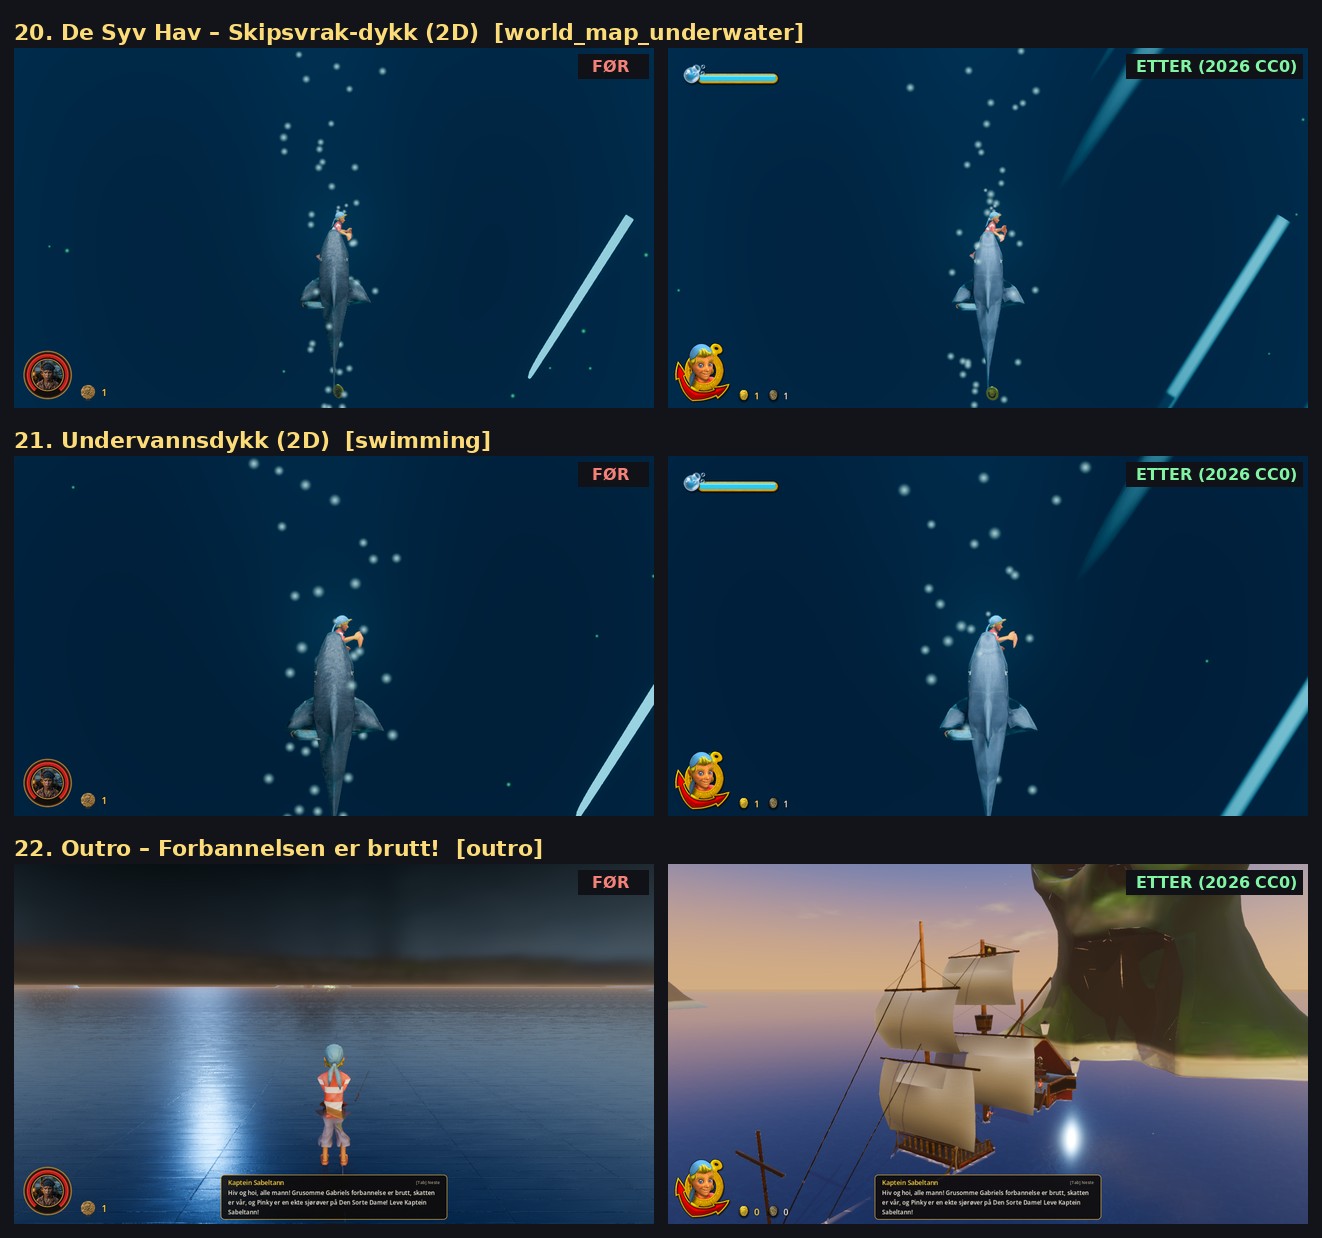 20. De Syv Hav – Skipsvrak-dykk (2D)  [world_map_underwater]
FØR
ETTER (2026 CC0)
1
1
1
21. Undervannsdykk (2D)  [swimming]
FØR
ETTER (2026 CC0)
1
1
1
22. Outro – Forbannelsen er brutt!  [outro]
FØR
ETTER (2026 CC0)
Kaptein Sabeltann
Hiv og hoi, alle mann! Grusomme Gabriels forbannelse er brutt, skatten
er vår, og Pinky er en ekte sjørøver på Den Sorte Dame! Leve Kaptein
Sabeltann!
1
Kaptein Sabeltann
Hiv og hoi, alle mann! Grusomme Gabriels forbannelse er brutt, skatten
er vår, og Pinky er en ekte sjørøver på Den Sorte Dame! Leve Kaptein
Sabeltann!
0
0